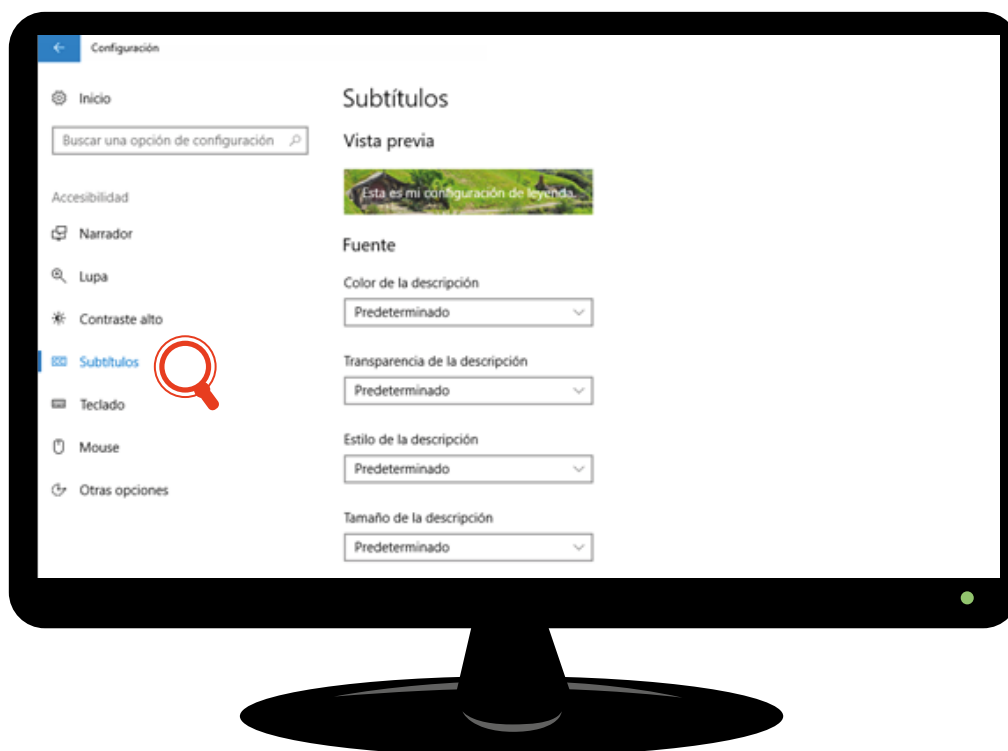 Configuración
Inicio
Buscar una opción de configuración
Accesibilidad
Narrador
Lupa
Contraste alto
Subtítulos
Teclado
Mouse
Otras opciones
Subtítulos
Vista previa
Esta es mi configuración de leyenda.
Fuente
Color de la descripción
Predeterminado
Transparencia de la descripción
Predeterminado
Estilo de la descripción
Predeterminado
Tamaño de la descripción
Predeterminado